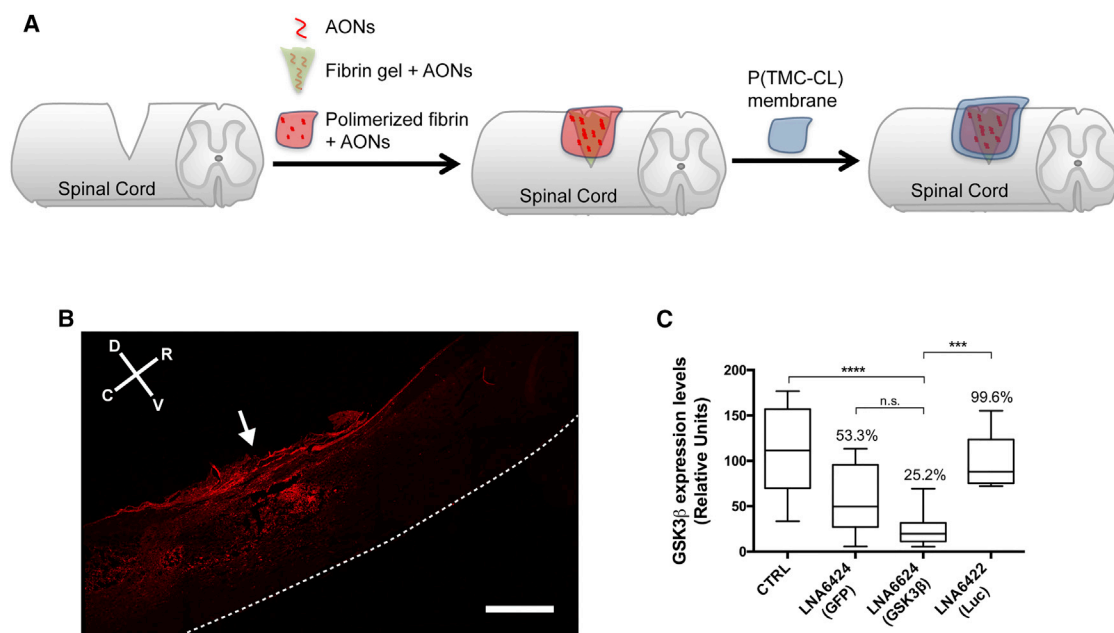 A
AONs
Fibrin gel + AONs
Polimerized fibrin
+ AONs
P(TMC-CL)
membrane
Spinal Cord
Spinal Cord
Spinal Cord
B
D
R
C
V
C
GSK3β expression levels
(Relative Units)
200
150
100
50
0
****
***
n.s.
53.3%
25.2%
99.6%
CTRL
LNA6424
(GFP)
LNA6624
(GSK3β)
LNA6422
(Luc)